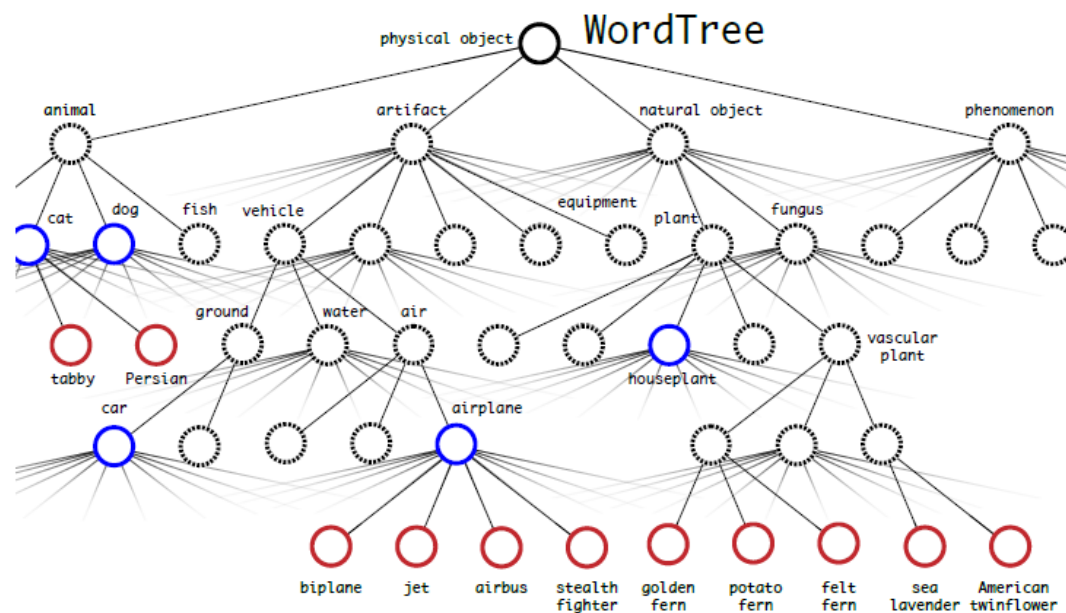 WordTree
physical object
animal
artifact
natural object
phenomenon
cat
dog
fish
vehicle
equipment
plant
fungus
ground
water
air
vascular
plant
tabby
Persian
houseplant
car
airplane
biplane
jet
airbus
stealth
fighter
golden
fern
potato
fern
felt
fern
sea
lavender
American
twinflower